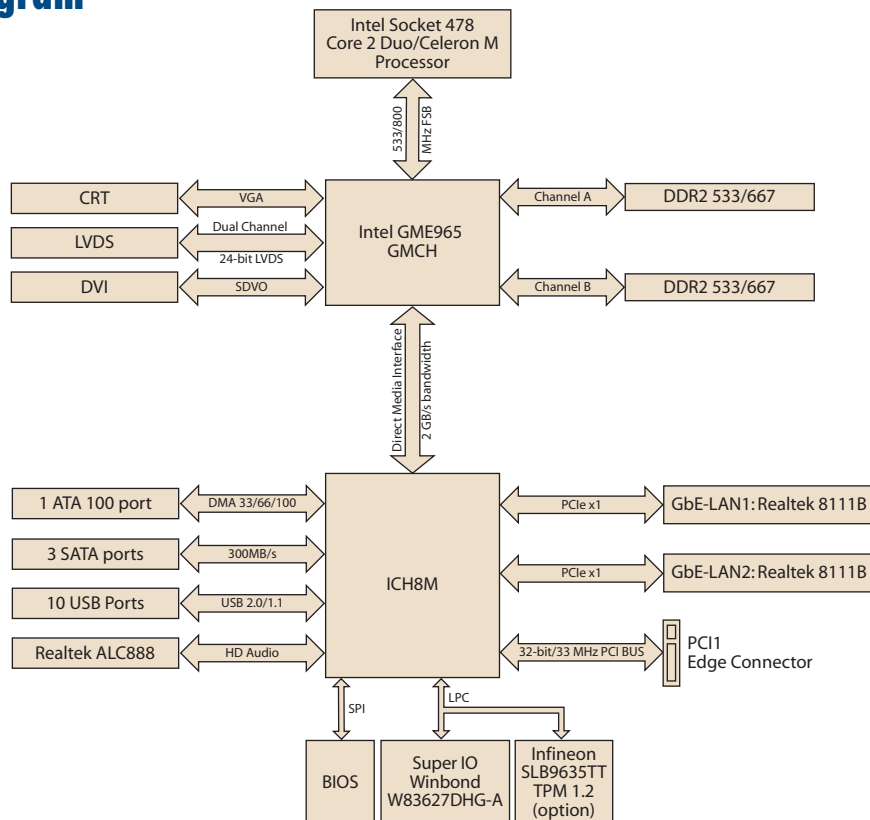 Intel Socket 478
Core 2 Duo/Celeron M
Processor
533/800
MHz FSB
CRT
VGA
LVDS
Dual Channel
24-bit LVDS
DVI
SDVO
Intel GME965
GMCH
Channel A
DDR2 533/667
Channel B
DDR2 533/667
Direct Media Interface
2 GB/s bandwidth
1 ATA 100 port
DMA 33/66/100
3 SATA ports
300MB/s
10 USB Ports
USB 2.0/1.1
Realtek ALC888
HD Audio
ICH8M
PCIe x1
GbE-LAN1: Realtek 8111B
PCIe x1
GbE-LAN2: Realtek 8111B
32-bit/33 MHz PCI BUS
PCI1
Edge Connector
SPI
LPC
BIOS
Super IO
Winbond
W83627DHG-A
Infineon
SLB9635TT
TPM 1.2
(option)